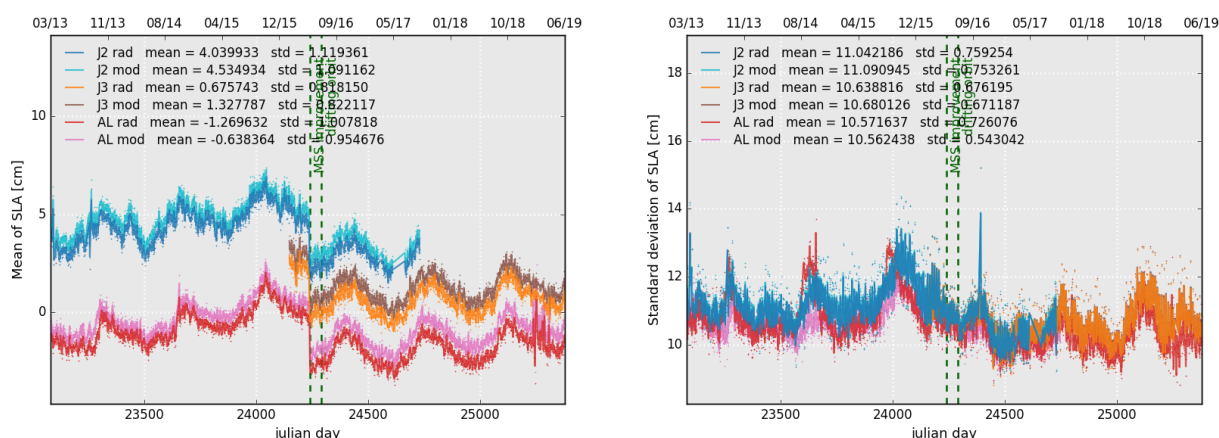 03/13 11/13 08/14 04/15 12/15 09/16 05/17 01/18 10/18 06/19
J2 rad mean = 4.039933 std = 1.119361
J2 mod mean = 4.534934 std = 1.091162
J3 rad mean = 0.675743 std = 0.818150
J3 mod mean = 1.327787 std = 0.822117
AL rad mean = -1.269632 std = 1.007818
AL mod mean = -0.638364 std = 0.954676
MSS improvement
drifting orbit
Mean of SLA [cm]
10
5
0
23500 24000 24500 25000
julian day
03/13 11/13 08/14 04/15 12/15 09/16 05/17 01/18 10/18 06/19
J2 rad mean = 11.042186 std = 0.759254
J2 mod mean = 11.090945 std = 0.753261
J3 rad mean = 10.638816 std = 0.676195
J3 mod mean = 10.680126 std = 0.671187
AL rad mean = 10.571637 std = 0.726076
AL mod mean = 10.562438 std = 0.543042
MSS improvement
drifting orbit
Standard deviation of SLA [cm]
18
16
14
12
10
23500 24000 24500 25000
julian day